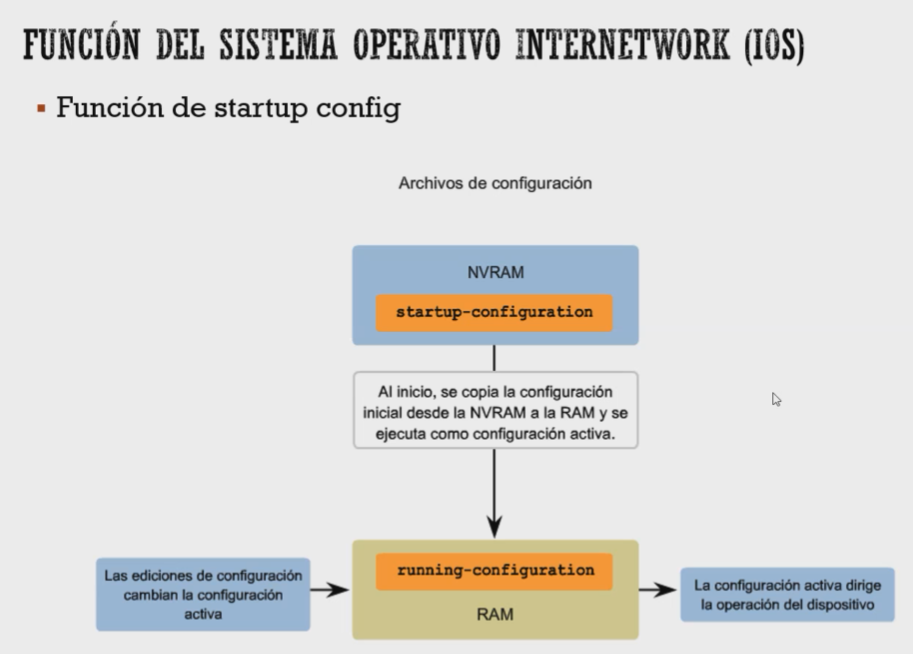 FUNCIÓN DEL SISTEMA OPERATIVO INTERNETWORK (IOS)
Función de startup config
Archivos de configuración
NVRAM
startup-configuration
Al inicio, se copia la configuración
inicial desde la NVRAM a la RAM y se
ejecuta como configuración activa.
Las ediciones de configuración
cambian la configuración
activa
running-configuration
RAM
La configuración activa dirige
la operación del dispositivo